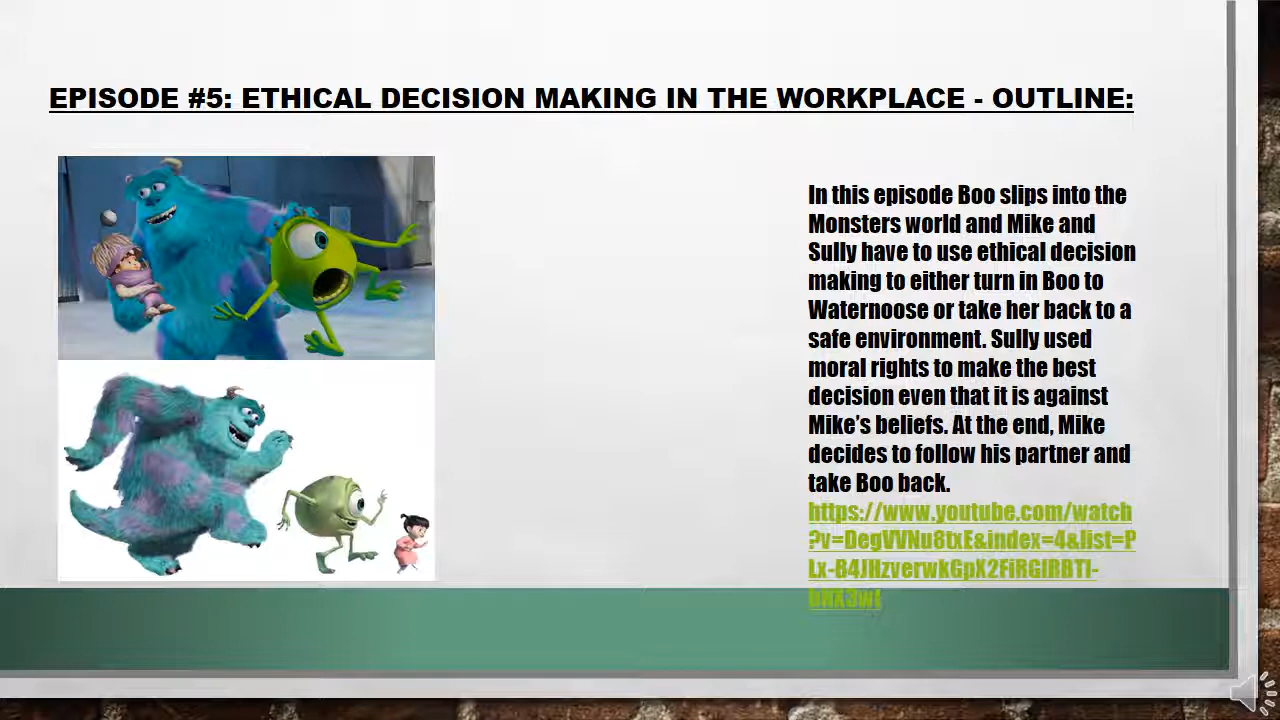 EPISODE #5: ETHICAL DECISION MAKING IN THE WORKPLACE - OUTLINE:
In this episode Boo slips into the
Monsters world and Mike and
Sully have to use ethical decision
making to either turn in Boo to
Waternoose or take her back to a
safe environment. Sully used
moral rights to make the best
decision even that it is against
Mike's beliefs. At the end, Mike
decides to follow his partner and
take Boo back.
https://www.youtube.com/watch
?v=DegVVNu8txE&index=4&list=P